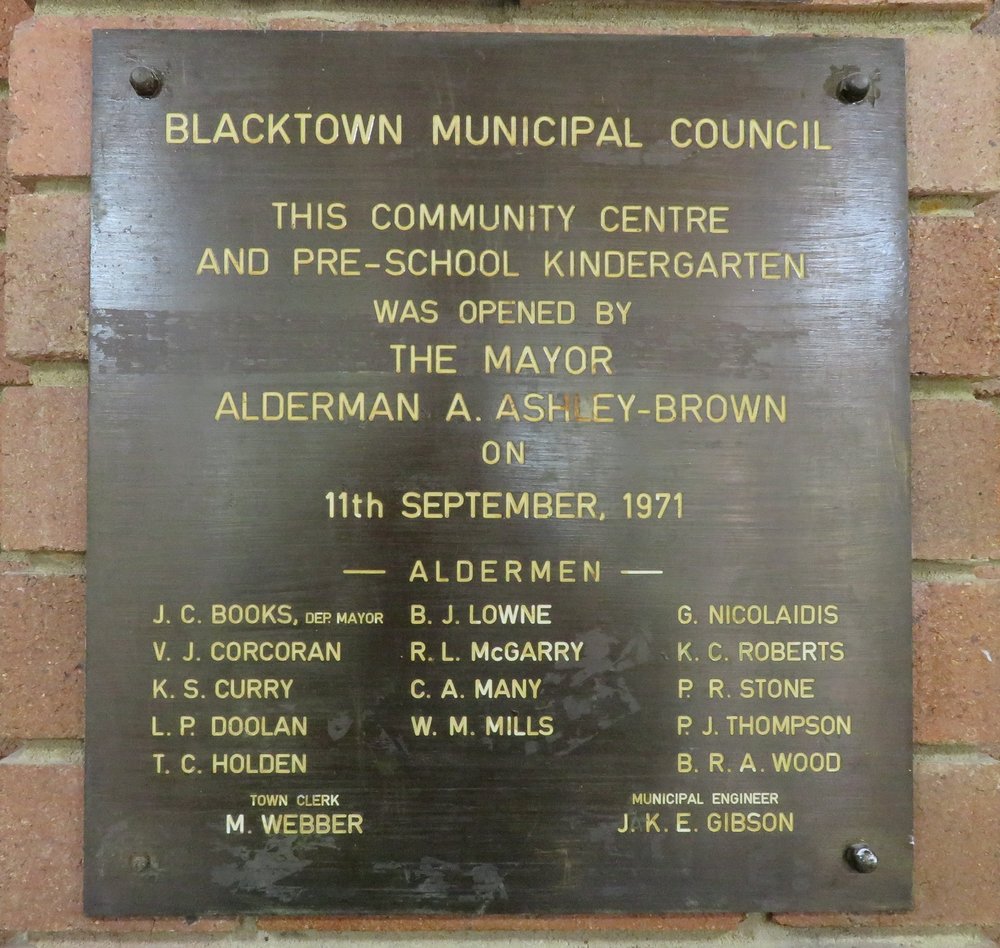 BLACKTOWN MUNICIPAL COUNCIL
THIS COMMUNITY CENTRE
AND PRE-SCHOOL KINDERGARTEN
WAS OPENED BY
THE MAYOR
ALDERMAN A. ASHLEY-BROWN
ON
11th SEPTEMBER, 1971
— ALDERMEN —
J. C. BOOKS, DEP. MAYOR B. J. LOWNE G. NICOLAIDIS
V. J. CORCORAN R. L. McGARRY K. C. ROBERTS
K. S. CURRY C. A. MANY P. R. STONE
L. P. DOOLAN W. M. MILLS P. J. THOMPSON
T. C. HOLDEN B. R. A. WOOD
TOWN CLERK MUNICIPAL ENGINEER
M. WEBBER J. K. E. GIBSON